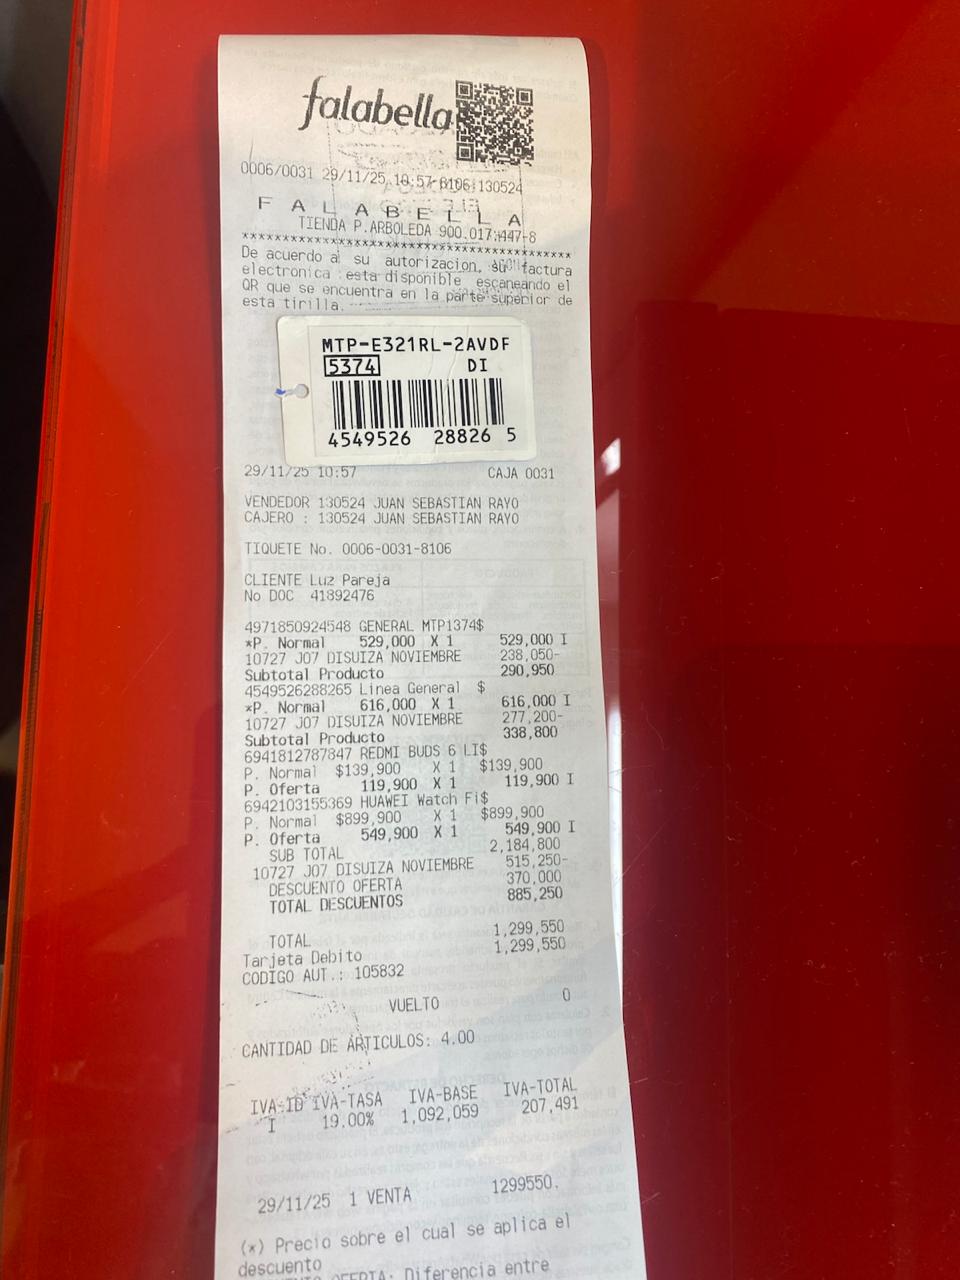 falabella
0006/0031 29/11/25 10:57 8106 130524
F A L A B E L L A
TIENDA P.ARBOLEDA 900.017.447-8
****************************************
De acuerdo a su autorizacion, su factura
electronica esta disponible escaneando el
QR que se encuentra en la parte superior de
esta tirilla.
MTP-E321RL-2AVDF
5374 DI
4549526 28826 5
29/11/25 10:57 CAJA 0031
VENDEDOR 130524 JUAN SEBASTIAN RAYO
CAJERO : 130524 JUAN SEBASTIAN RAYO
TIQUETE No. 0006-0031-8106
CLIENTE Luz Pareja
No DOC 41892476
4971850924548 GENERAL MTP1374$
*P. Normal 529,000 X 1 529,000 I
10727 J07 DISUIZA NOVIEMBRE 238,050-
Subtotal Producto 290,950
4549526288265 Linea General $
*P. Normal 616,000 X 1 616,000 I
10727 J07 DISUIZA NOVIEMBRE 277,200-
Subtotal Producto 338,800
6941812787847 REDMI BUDS 6 LI$
P. Normal $139,900 X 1 $139,900
P. Oferta 119,900 X 1 119,900 I
6942103155369 HUAWEI Watch Fi$
P. Normal $899,900 X 1 $899,900
P. Oferta 549,900 X 1 549,900 I
SUB TOTAL 2,184,800
10727 J07 DISUIZA NOVIEMBRE 515,250-
DESCUENTO OFERTA 370,000
TOTAL DESCUENTOS 885,250
TOTAL 1,299,550
Tarjeta Debito 1,299,550
CODIGO AUT.: 105832
VUELTO 0
CANTIDAD DE ARTICULOS: 4.00
IVA-ID IVA-TASA IVA-BASE IVA-TOTAL
I 19.00% 1,092,059 207,491
29/11/25 1 VENTA 1299550.
(*) Precio sobre el cual se aplica el
descuento
OFERTA: Diferencia entre